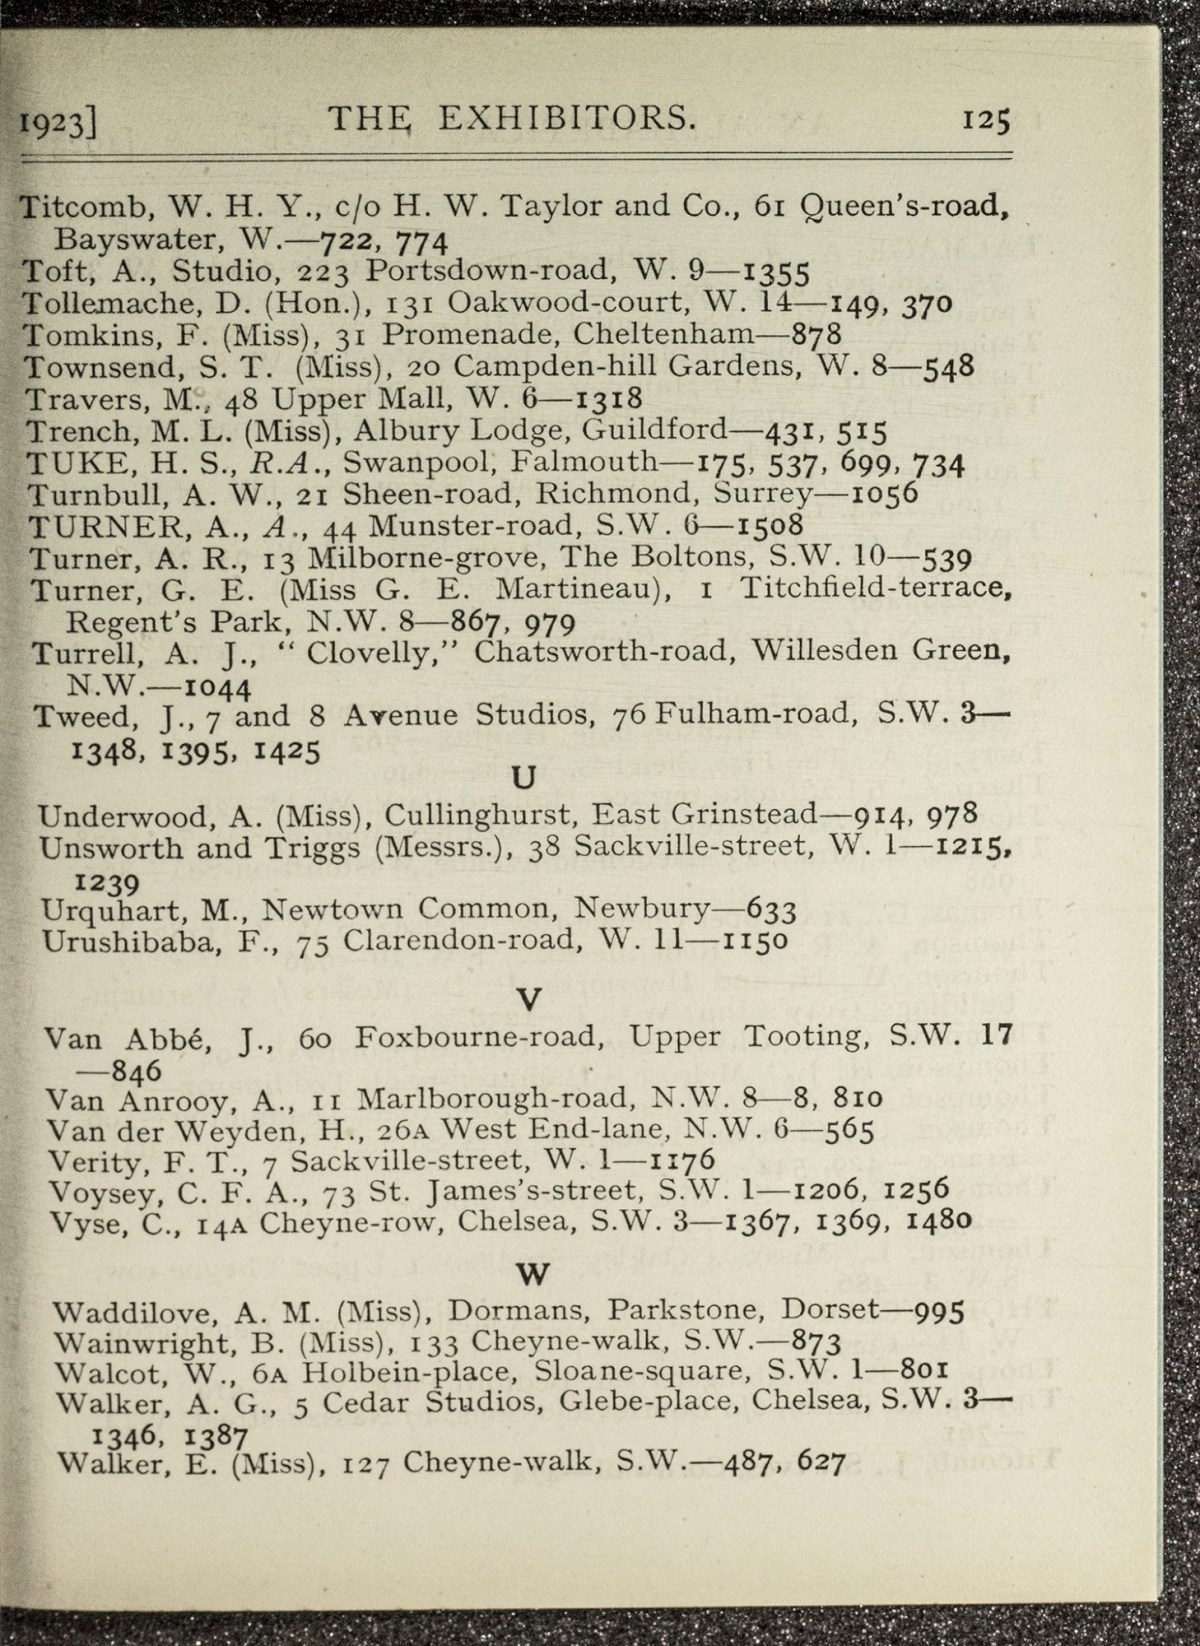 1923] THE EXHIBITORS. 125
Titcomb, W. H. Y., c/o H. W. Taylor and Co., 61 Queen's-road,
Bayswater, W.—722, 774
Toft, A., Studio, 223 Portsdown-road, W. 9—1355
Tollemache, D. (Hon.), 131 Oakwood-court, W. 14—149, 370
Tomkins, F. (Miss), 31 Promenade, Cheltenham—878
Townsend, S. T. (Miss), 20 Campden-hill Gardens, W. 8—548
Travers, M., 48 Upper Mall, W. 6—1318
Trench, M. L. (Miss), Albury Lodge, Guildford—431, 515
TUKE, H. S., R.A., Swanpool, Falmouth—175, 537, 699, 734
Turnbull, A. W., 21 Sheen-road, Richmond, Surrey—1056
TURNER, A., A., 44 Munster-road, S.W. 6—1508
Turner, A. R., 13 Milborne-grove, The Boltons, S.W. 10—539
Turner, G. E. (Miss G. E. Martineau), 1 Titchfield-terrace,
Regent's Park, N.W. 8—867, 979
Turrell, A. J., “ Clovelly,” Chatsworth-road, Willesden Green,
N.W.—1044
Tweed, J., 7 and 8 Avenue Studios, 76 Fulham-road, S.W. 3—
1348, 1395, 1425
U
Underwood, A. (Miss), Cullinghurst, East Grinstead—914, 978
Unsworth and Triggs (Messrs.), 38 Sackville-street, W. 1—1215,
1239
Urquhart, M., Newtown Common, Newbury—633
Urushibaba, F., 75 Clarendon-road, W. 11—1150
V
Van Abbé, J., 60 Foxbourne-road, Upper Tooting, S.W. 17
—846
Van Anrooy, A., 11 Marlborough-road, N.W. 8—8, 810
Van der Weyden, H., 26A West End-lane, N.W. 6—565
Verity, F. T., 7 Sackville-street, W. 1—1176
Voysey, C. F. A., 73 St. James's-street, S.W. 1—1206, 1256
Vyse, C., 14A Cheyne-row, Chelsea, S.W. 3—1367, 1369, 1480
W
Waddilove, A. M. (Miss), Dormans, Parkstone, Dorset—995
Wainwright, B. (Miss), 133 Cheyne-walk, S.W.—873
Walcot, W., 6A Holbein-place, Sloane-square, S.W. 1—801
Walker, A. G., 5 Cedar Studios, Glebe-place, Chelsea, S.W. 3—
1346, 1387
Walker, E. (Miss), 127 Cheyne-walk, S.W.—487, 627